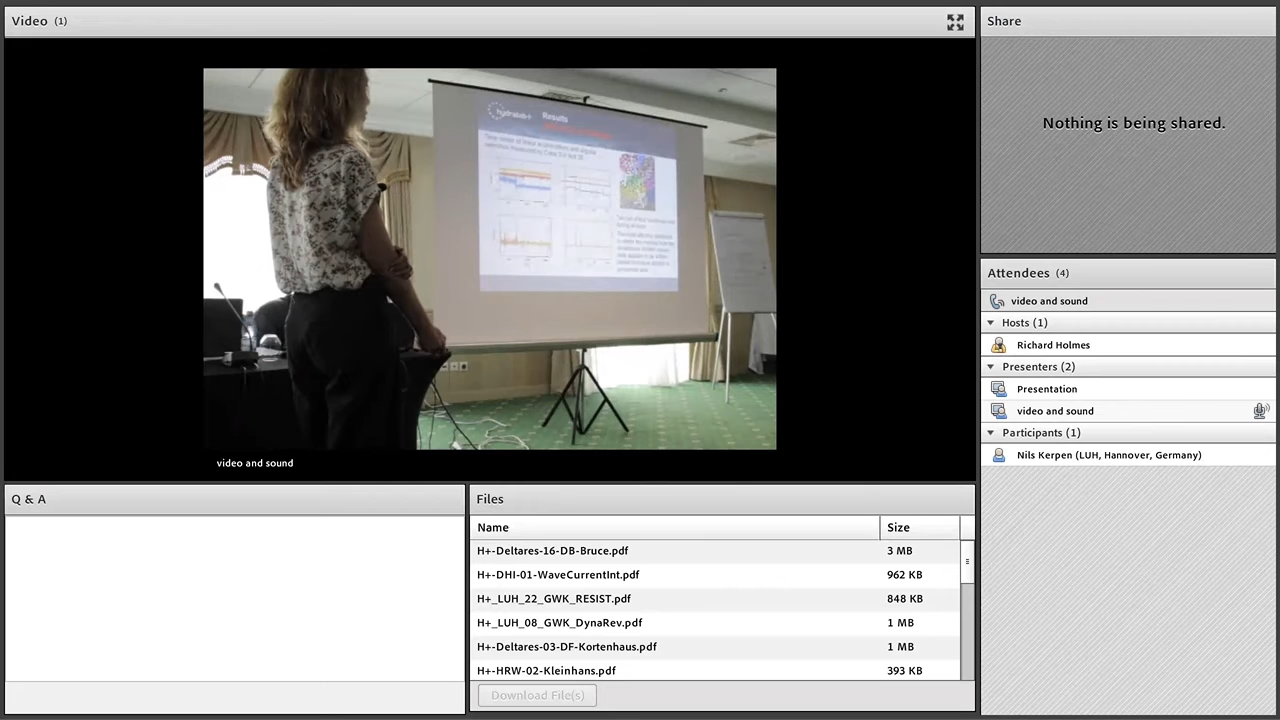 Video (1)
Share
Nothing is being shared.
hydralab+
Results
video and sound
Attendees (4)
video and sound
Hosts (1)
Richard Holmes
Presenters (2)
Presentation
video and sound
Participants (1)
Nils Kerpen (LUH, Hannover, Germany)
Q & A
Files
Name Size
H+-Deltares-16-DB-Bruce.pdf 3 MB
H+-DHI-01-WaveCurrentInt.pdf 962 KB
H+_LUH_22_GWK_RESIST.pdf 848 KB
H+_LUH_08_GWK_DynaRev.pdf 1 MB
H+-Deltares-03-DF-Kortenhaus.pdf 1 MB
H+-HRW-02-Kleinhans.pdf 393 KB
Download File(s)